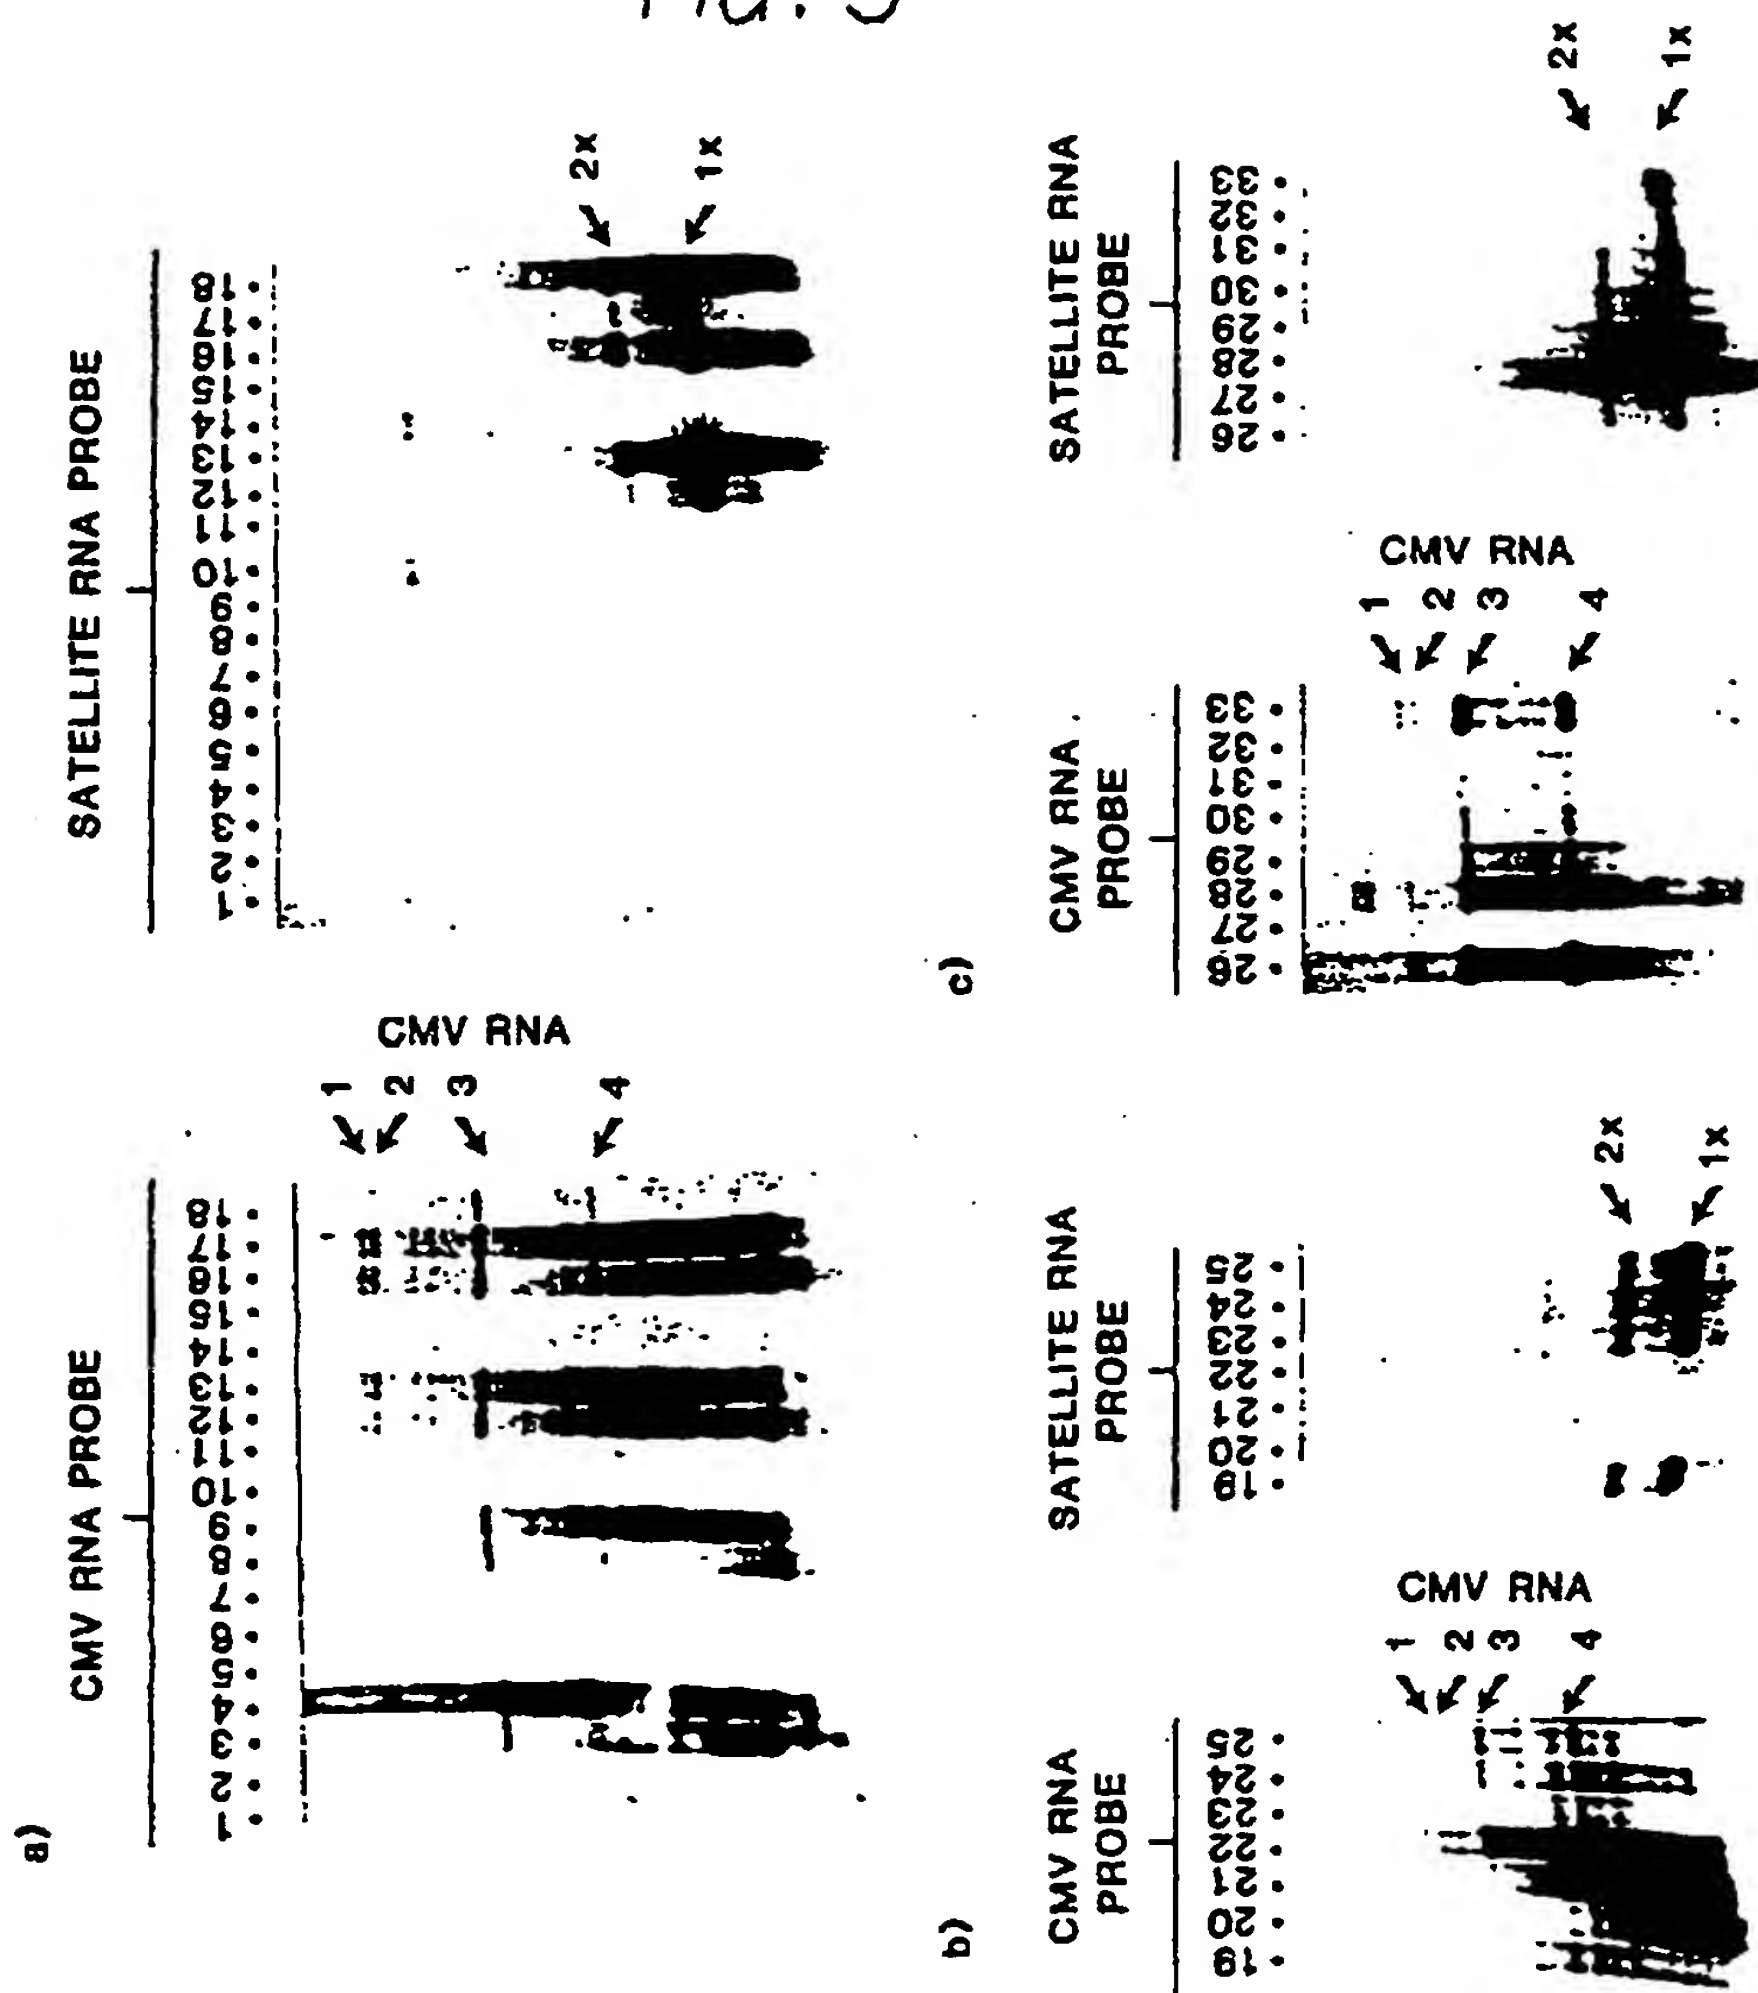 FIG. 5
a)
CMV RNA PROBE
1 2 3 4 5 6 7 8 9 10 11 12 13 14 15 16 17 18
1
2
3
4
CMV RNA
SATELLITE RNA PROBE
1 2 3 4 5 6 7 8 9 10 11 12 13 14 15 16 17 18
2x
1x
b)
CMV RNA
PROBE
19 20 21 22 23 24 25
1
2
3
4
CMV RNA
SATELLITE RNA
PROBE
19 20 21 22 23 24 25
2x
1x
c)
CMV RNA
PROBE
26 27 28 29 30 31 32 33
1
2
3
4
CMV RNA
SATELLITE RNA
PROBE
26 27 28 29 30 31 32 33
2x
1x